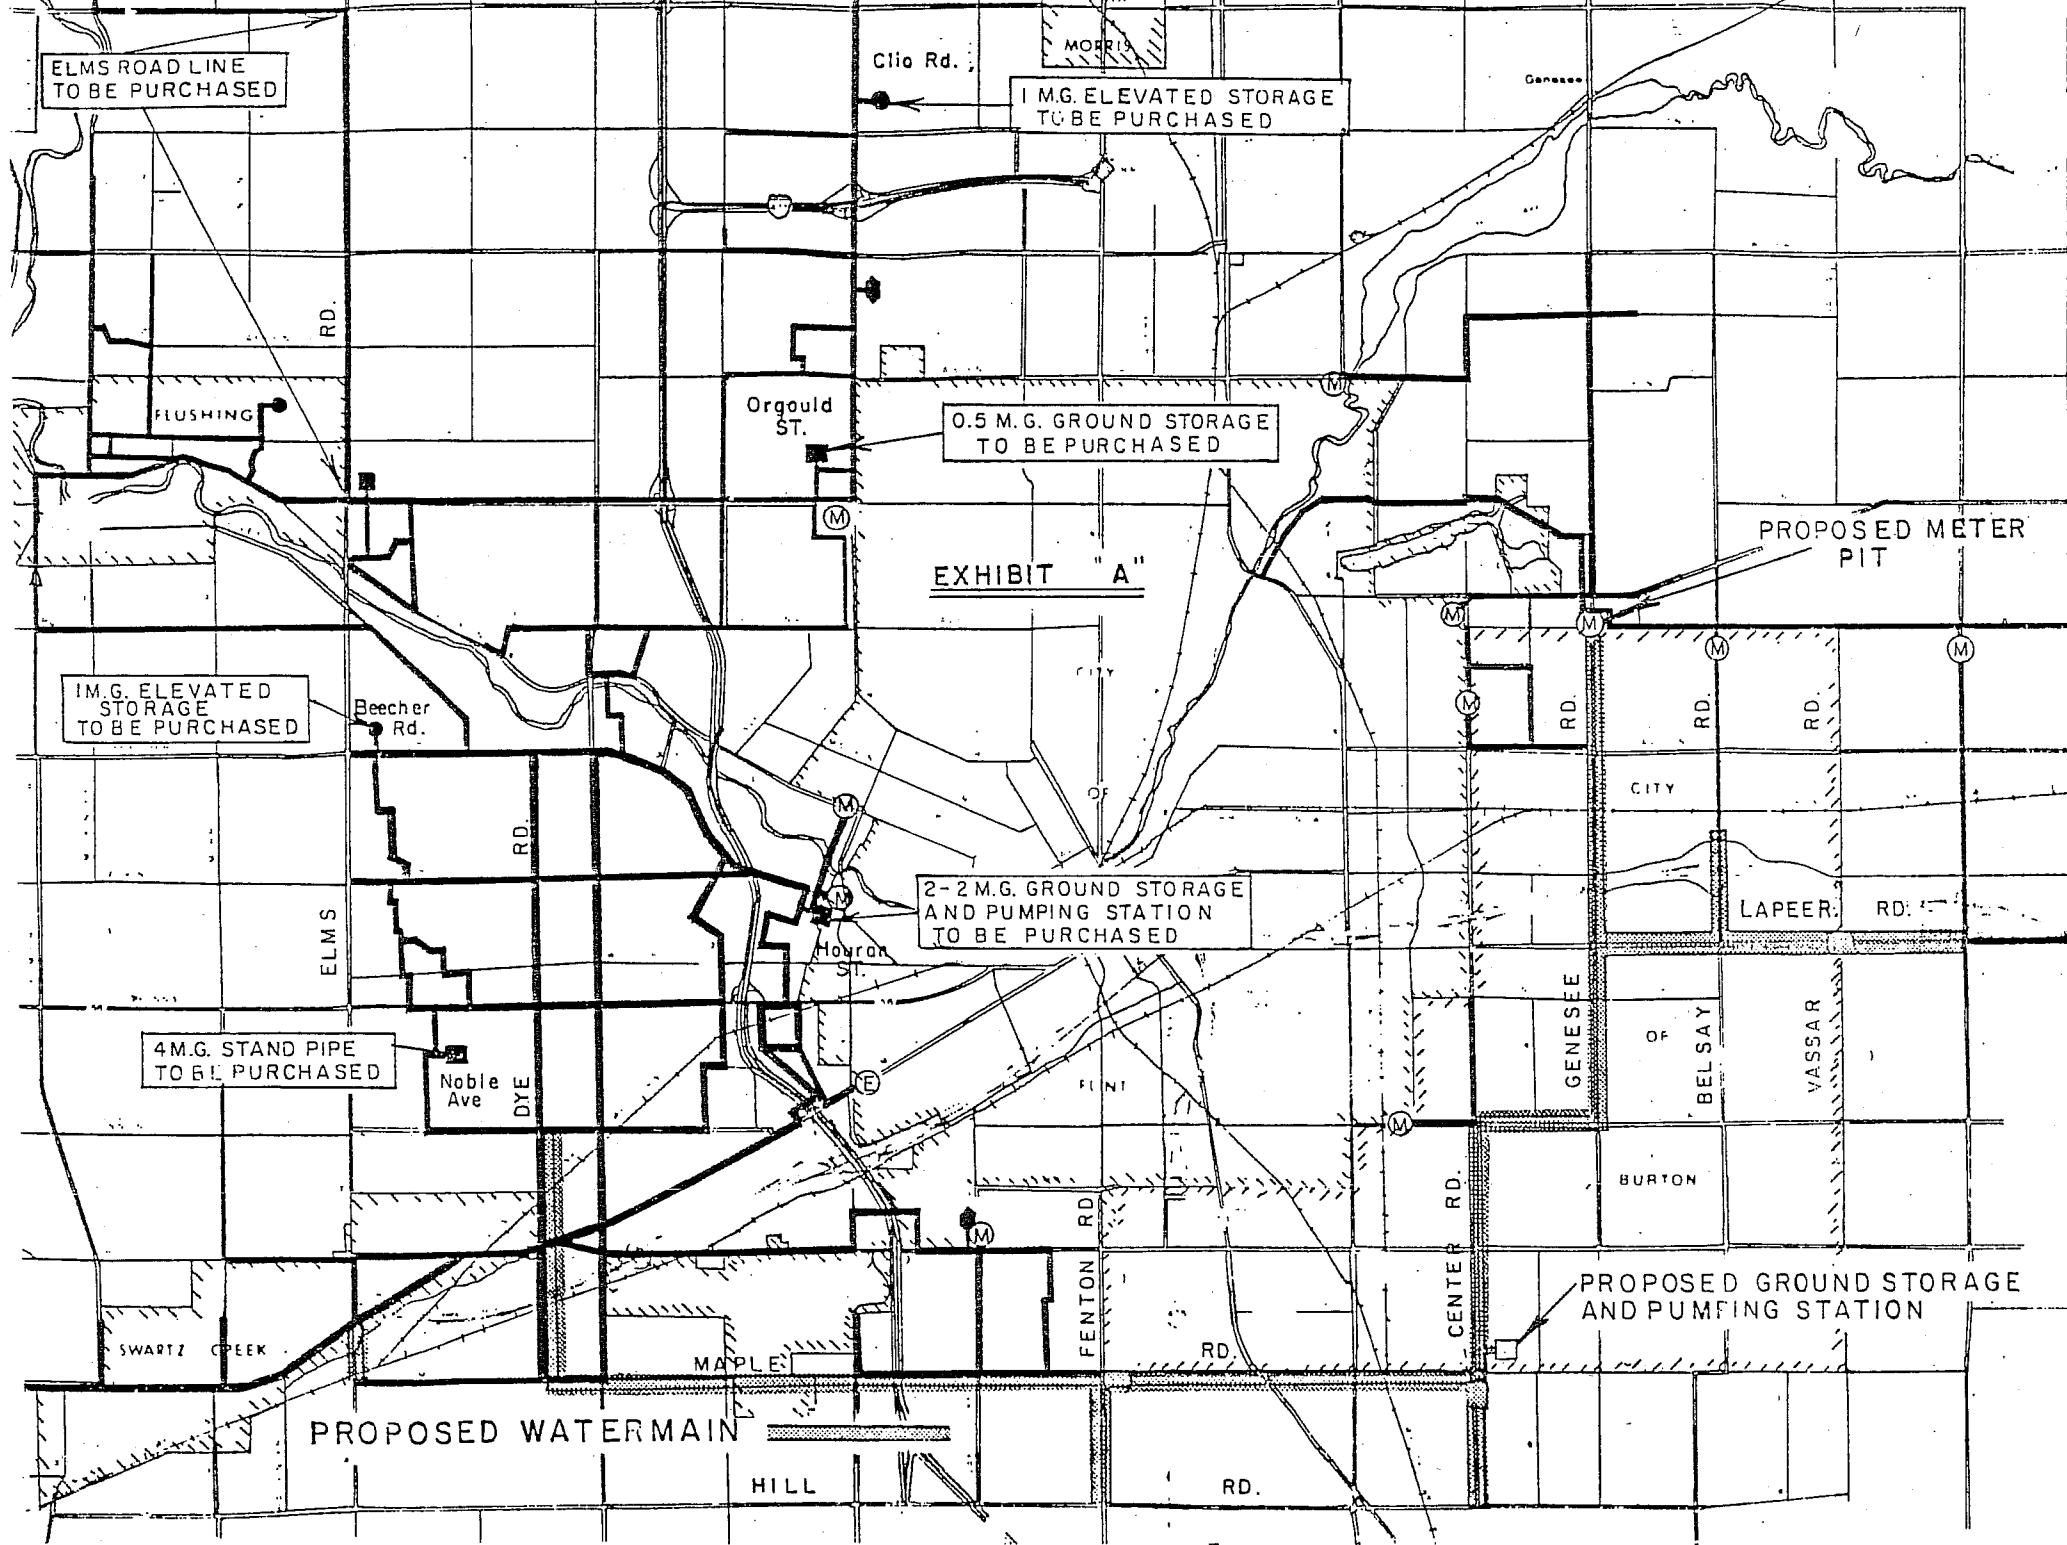 MORRIS
Clio Rd.
ELMS ROAD LINE
TO BE PURCHASED
Genesee
1 M.G. ELEVATED STORAGE
TO BE PURCHASED
RD.
FLUSHING
Orgould
ST.
0.5 M.G. GROUND STORAGE
TO BE PURCHASED
M
M
PROPOSED METER
PIT
EXHIBIT "A"
M
M
M
M
CITY
1 M.G. ELEVATED
STORAGE
TO BE PURCHASED
Beecher
Rd.
M
RD.
RD.
RD.
OF
CITY
M
RD.
M
2-2 M.G. GROUND STORAGE
AND PUMPING STATION
TO BE PURCHASED
LAPEER RD.
ELMS
Houran
ST.
GENESEE
BELSAY
VASSAR
OF
4 M.G. STAND PIPE
TO BE PURCHASED
Noble
Ave
DYE
E
FLINT
M
RD.
RD.
BURTON
M
FENTON
CENTER
PROPOSED GROUND STORAGE
AND PUMPING STATION
SWARTZ CREEK
MAPLE
RD.
PROPOSED WATERMAIN
HILL
RD.